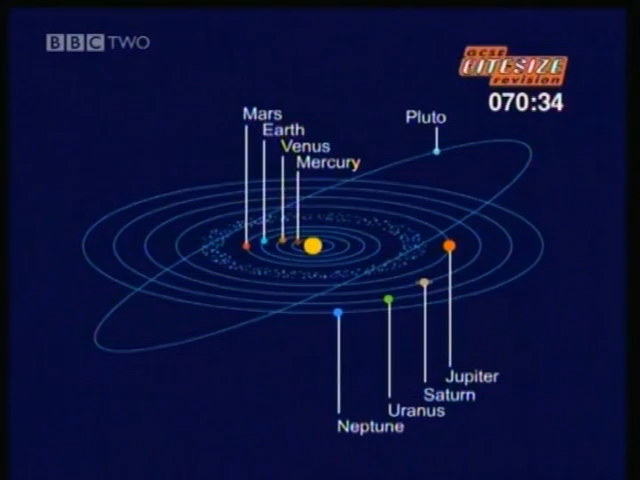 BBC TWO
GCSE
BITESIZE
revision
070:34
Mars
Earth
Venus
Mercury
Pluto
Jupiter
Saturn
Uranus
Neptune